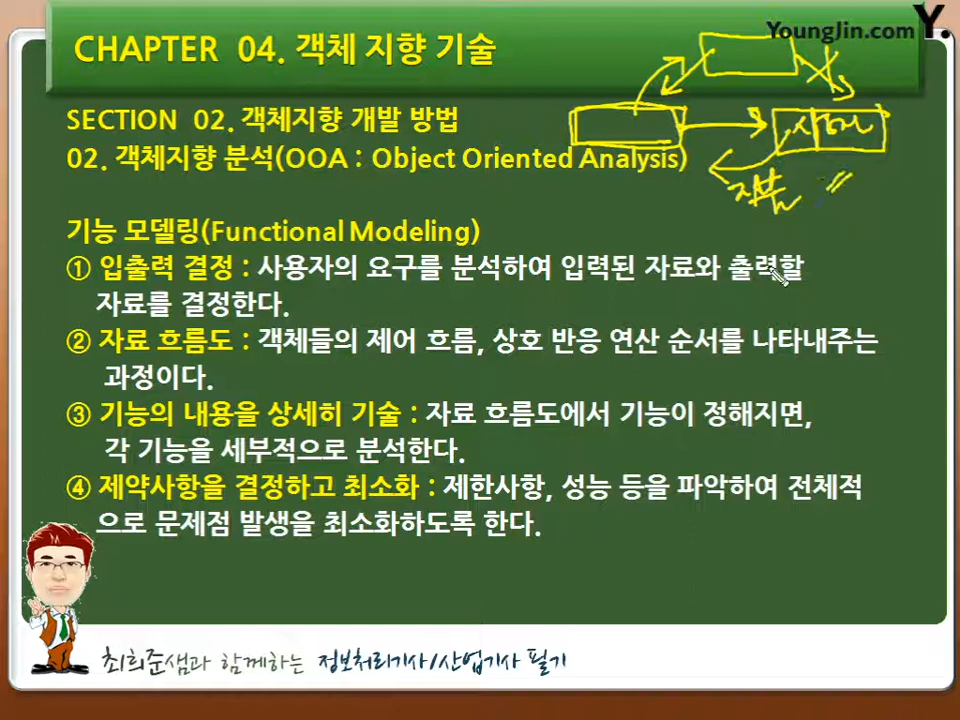 YoungJin.com Y.
CHAPTER 04. 객체 지향 기술
SECTION 02. 객체지향 개발 방법
02. 객체지향 분석(OOA : Object Oriented Analysis)
기능 모델링(Functional Modeling)
① 입출력 결정 : 사용자의 요구를 분석하여 입력된 자료와 출력할
자료를 결정한다.
② 자료 흐름도 : 객체들의 제어 흐름, 상호 반응 연산 순서를 나타내주는
과정이다.
③ 기능의 내용을 상세히 기술 : 자료 흐름도에서 기능이 정해지면,
각 기능을 세부적으로 분석한다.
④ 제약사항을 결정하고 최소화 : 제한사항, 성능 등을 파악하여 전체적
으로 문제점 발생을 최소화하도록 한다.
최희준샘과 함께하는 정보처리기사/산업기사 필기